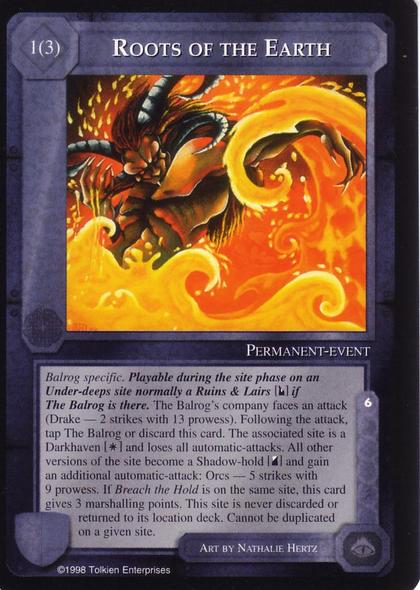 1(3)
ROOTS OF THE EARTH
PERMANENT-EVENT
Balrog specific. Playable during the site phase on an
Under-deeps site normally a Ruins & Lairs [] if
The Balrog is there. The Balrog's company faces an attack
(Drake — 2 strikes with 13 prowess). Following the attack,
tap The Balrog or discard this card. The associated site is a
Darkhaven [] and loses all automatic-attacks. All other
versions of the site become a Shadow-hold [] and gain
an additional automatic-attack: Orcs — 5 strikes with
9 prowess. If Breach the Hold is on the same site, this card
gives 3 marshalling points. This site is never discarded or
returned to its location deck. Cannot be duplicated
on a given site.
6
ART BY NATHALIE HERTZ
©1998 Tolkien Enterprises